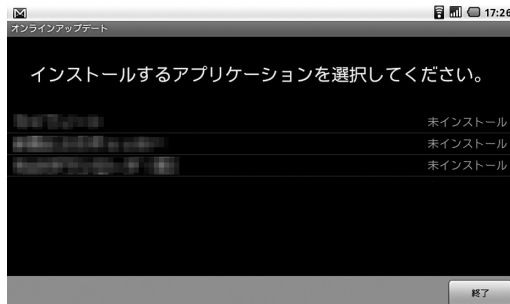 17:26
オンラインアップデート
インストールするアプリケーションを選択してください。
未インストール
未インストール
未インストール
終了